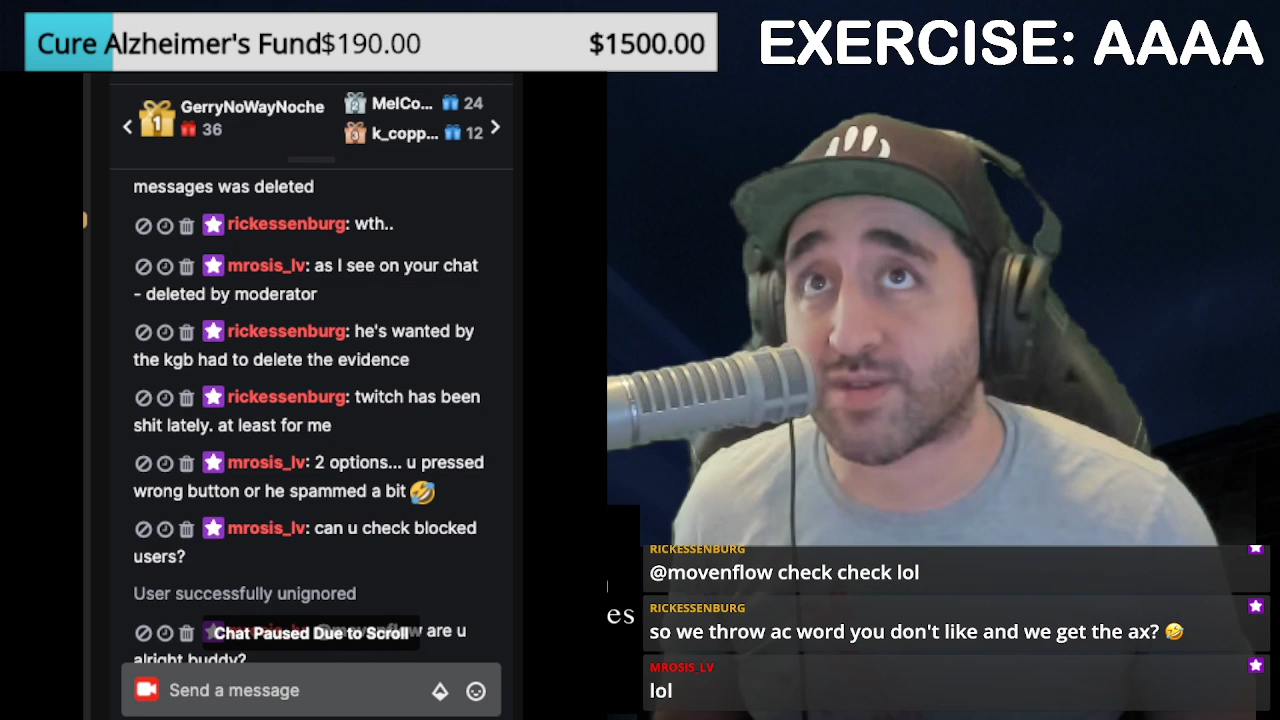 Cure Alzheimer's Fund$190.00 $1500.00
EXERCISE: AAAA
1 GerryNoWayNoche
36
2 MelCo... 24
3 k_copp... 12
messages was deleted
rickessenburg: wth..
mrosis_lv: as I see on your chat
- deleted by moderator
rickessenburg: he's wanted by
the kgb had to delete the evidence
rickessenburg: twitch has been
shit lately. at least for me
mrosis_lv: 2 options... u pressed
wrong button or he spammed a bit 🤣
mrosis_lv: can u check blocked
users?
User successfully unignored
are u
Chat Paused Due to Scroll
alright buddy?
Send a message
es
RICKESSENBURG
@movenflow check check lol
RICKESSENBURG
so we throw ac word you don't like and we get the ax? 🤣
MROSIS_LV
lol